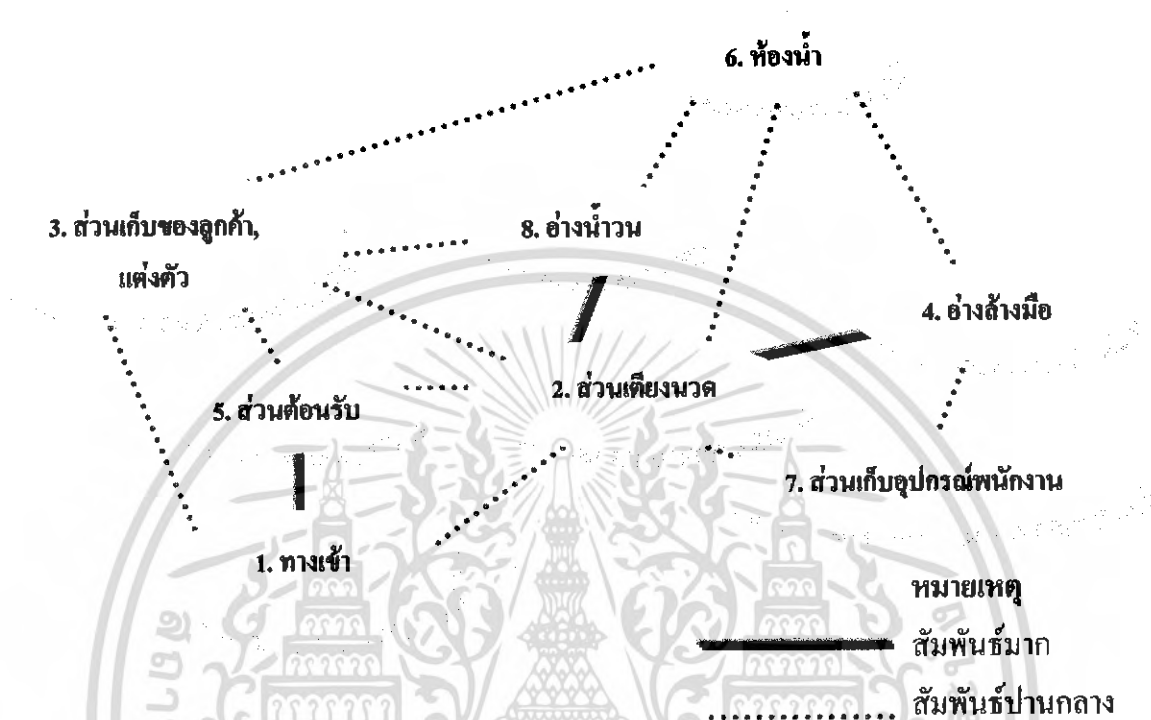 6. ห้องน้ำ
3. ส่วนเก็บของลูกค้า,
แต่งตัว
8. อ่างน้ำวน
4. อ่างล้างมือ
5. ส่วนต้อนรับ
2. ส่วนเตียงนวด
7. ส่วนเก็บอุปกรณ์พนักงาน
1. ทางเข้า
หมายเหตุ
สัมพันธ์มาก
สัมพันธ์ปานกลาง